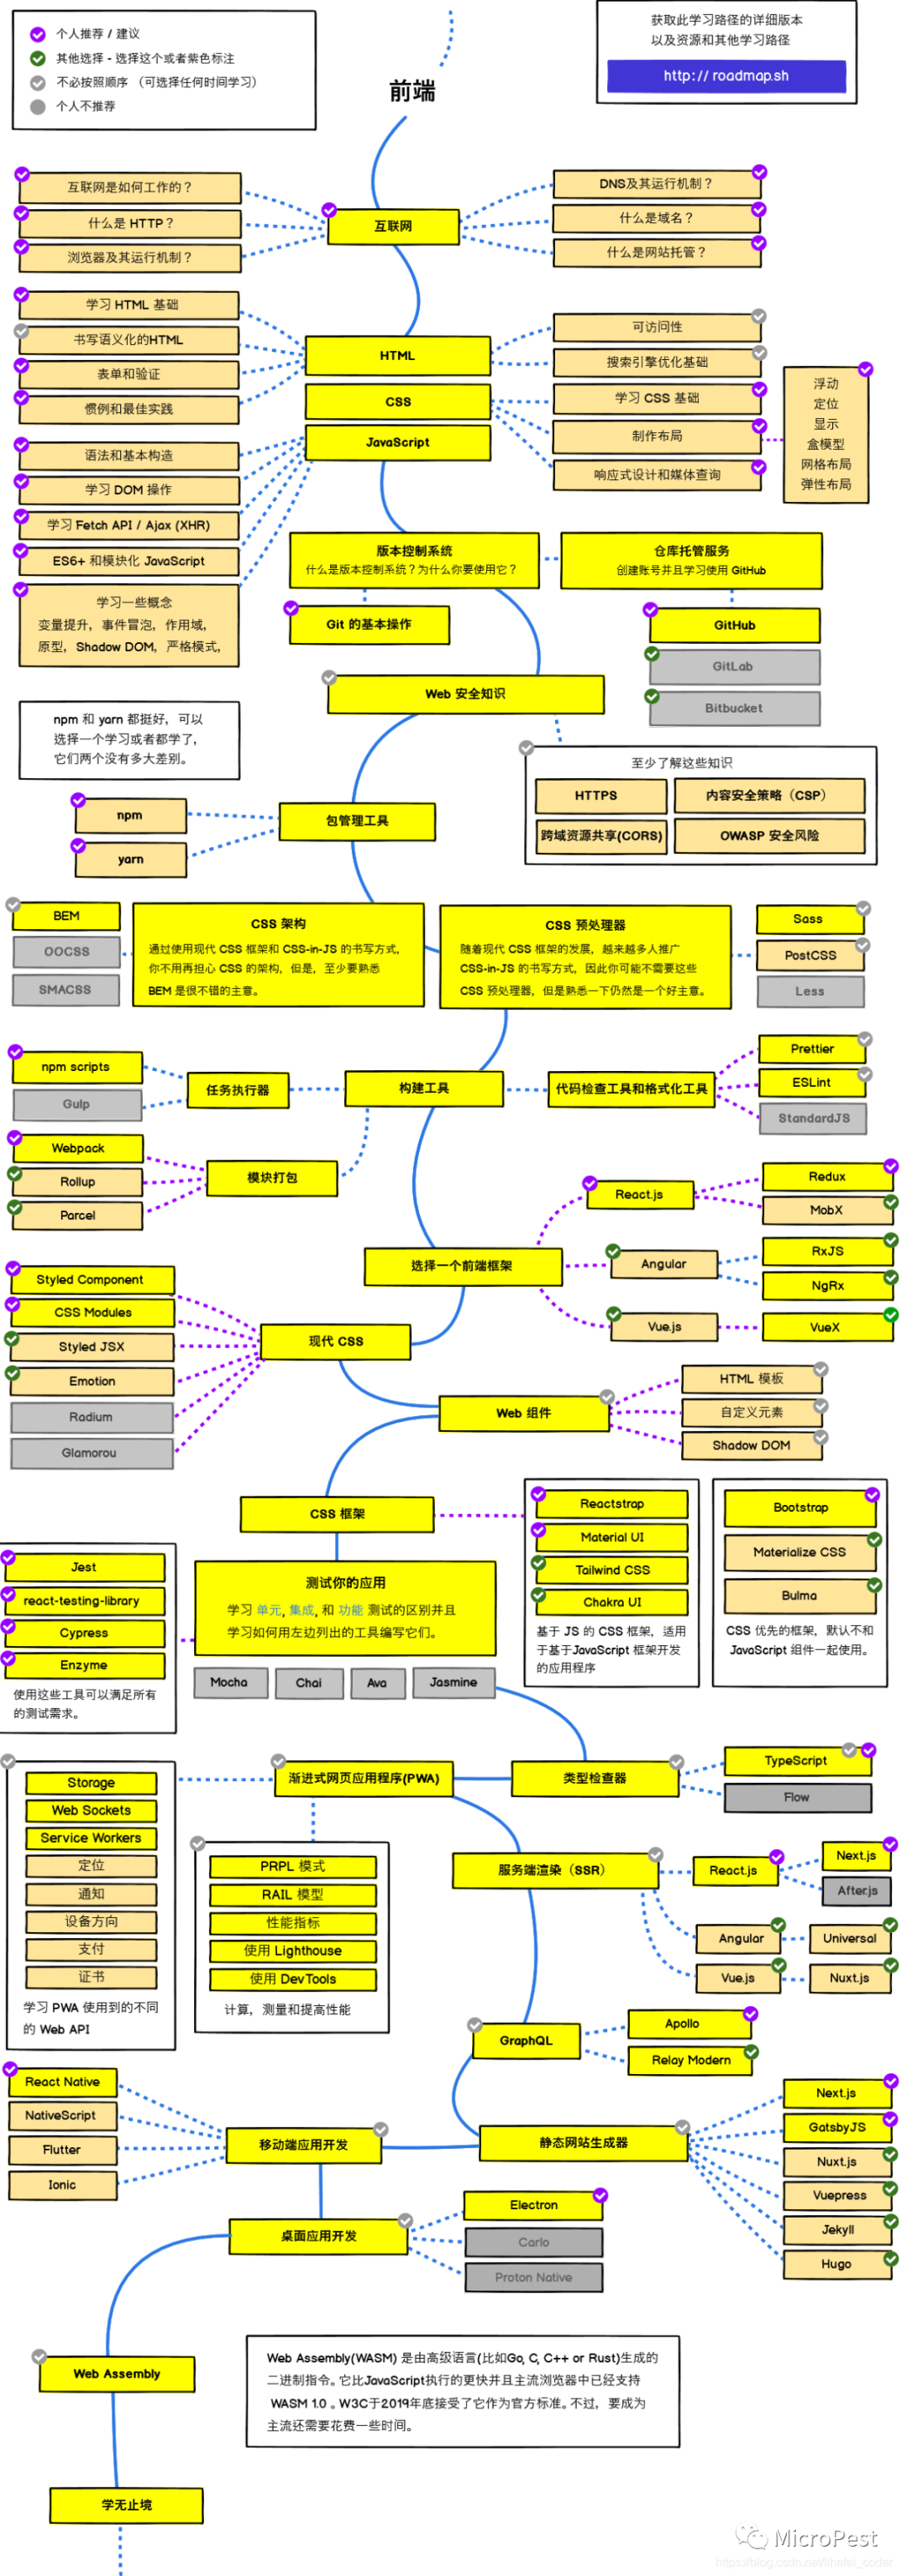 个人推荐 / 建议
其他选择 - 选择这个或者紫色标注
不必按照顺序 （可选择任何时间学习）
个人不推荐
获取此学习路径的详细版本
以及资源和其他学习路径
http:// roadmap.sh
前端
互联网是如何工作的？
什么是 HTTP？
浏览器及其运行机制？
互联网
DNS及其运行机制？
什么是域名？
什么是网站托管？
学习 HTML 基础
书写语义化的HTML
表单和验证
惯例和最佳实践
HTML
CSS
JavaScript
可访问性
搜索引擎优化基础
学习 CSS 基础
制作布局
响应式设计和媒体查询
浮动
定位
显示
盒模型
网格布局
弹性布局
语法和基本构造
学习 DOM 操作
学习 Fetch API / Ajax (XHR)
ES6+ 和模块化 JavaScript
学习一些概念
变量提升，事件冒泡，作用域，
原型，Shadow DOM，严格模式，
版本控制系统
什么是版本控制系统？为什么你要使用它？
仓库托管服务
创建账号并且学习使用 GitHub
Git 的基本操作
GitHub
GitLab
Bitbucket
Web 安全知识
至少了解这些知识
HTTPS
内容安全策略（CSP）
跨域资源共享(CORS)
OWASP 安全风险
npm 和 yarn 都挺好，可以
选择一个学习或者都学了，
它们两个没有多大差别。
npm
yarn
包管理工具
BEM
OOCSS
SMACSS
CSS 架构
通过使用现代 CSS 框架和 CSS-in-JS 的书写方式，
你不用再担心 CSS 的架构，但是，至少要熟悉
BEM 是很不错的主意。
CSS 预处理器
随着现代 CSS 框架的发展，越来越多人推广
CSS-in-JS 的书写方式，因此你可能不需要这些
CSS 预处理器，但是熟悉一下仍然是一个好主意。
Sass
PostCSS
Less
npm scripts
Gulp
任务执行器
构建工具
代码检查工具和格式化工具
Prettier
ESLint
StandardJS
Webpack
Rollup
Parcel
模块打包
选择一个前端框架
React.js
Redux
MobX
Angular
RxJS
NgRx
Vue.js
VueX
Styled Component
CSS Modules
Styled JSX
Emotion
Radium
Glamorou
现代 CSS
Web 组件
HTML 模板
自定义元素
Shadow DOM
CSS 框架
Reactstrap
Material UI
Tailwind CSS
Chakra UI
基于 JS 的 CSS 框架，适用
于基于JavaScript 框架开发
的应用程序
Bootstrap
Materialize CSS
Bulma
CSS 优先的框架，默认不和
JavaScript 组件一起使用。
Jest
react-testing-library
Cypress
Enzyme
使用这些工具可以满足所有
的测试需求。
测试你的应用
学习 单元, 集成, 和 功能 测试的区别并且
学习如何用左边列出的工具编写它们。
Mocha
Chai
Ava
Jasmine
渐进式网页应用程序(PWA)
类型检查器
TypeScript
Flow
Storage
Web Sockets
Service Workers
定位
通知
设备方向
支付
证书
学习 PWA 使用到的不同
的 Web API
PRPL 模式
RAIL 模型
性能指标
使用 Lighthouse
使用 DevTools
计算，测量和提高性能
服务端渲染（SSR）
React.js
Next.js
After.js
Angular
Universal
Vue.js
Nuxt.js
GraphQL
Apollo
Relay Modern
React Native
NativeScript
Flutter
Ionic
移动端应用开发
静态网站生成器
Next.js
GatsbyJS
Nuxt.js
Vuepress
Jekyll
Hugo
桌面应用开发
Electron
Carlo
Proton Native
Web Assembly
Web Assembly(WASM) 是由高级语言(比如Go, C, C++ or Rust)生成的
二进制指令。它比JavaScript执行的更快并且主流浏览器中已经支持
WASM 1.0 。W3C于2019年底接受了它作为官方标准。不过，要成为
主流还需要花费一些时间。
学无止境
MicroPest
https://blog.csdn.net/lihefei_coder